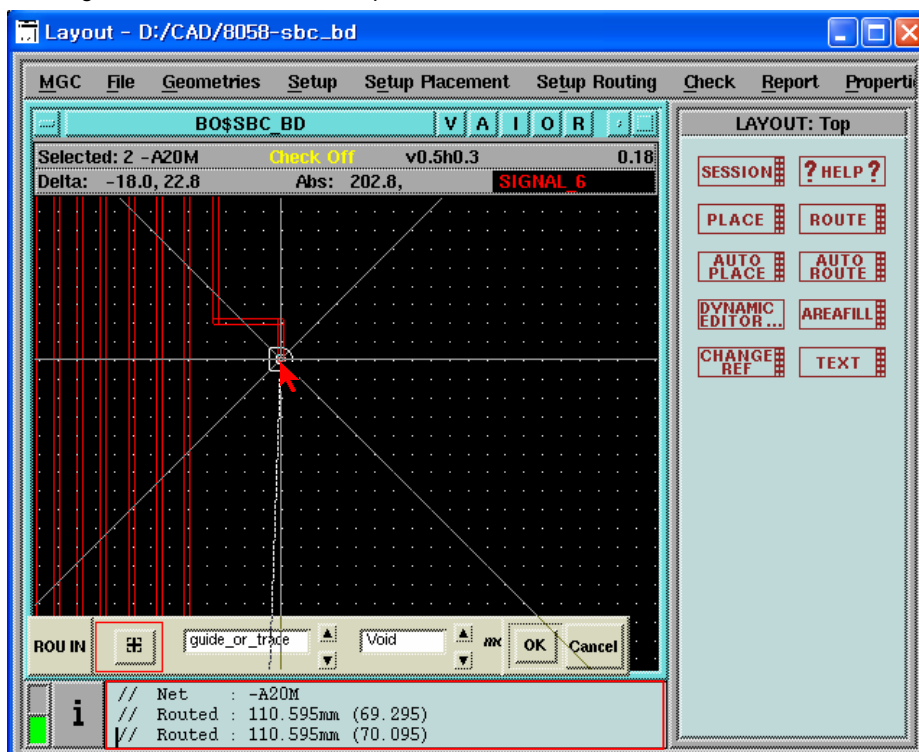 Layout - D:/CAD/8058-sbc_bd
MGC File Geometries Setup Setup Placement Setup Routing Check Report Properti
BO$SBC_BD V A I O R
LAYOUT: Top
Selected: 2 -A20M Check Off v0.5h0.3 0.18
Delta: -18.0, 22.8 Abs: 202.8, SIGNAL_6
SESSION ? HELP ?
PLACE ROUTE
AUTO PLACE AUTO ROUTE
DYNAMIC EDITOR... AREAFILL
CHANGE REF TEXT
ROU IN guide_or_trace Void OK Cancel
i
// Net : -A20M
// Routed : 110.595mm (69.295)
// Routed : 110.595mm (70.095)